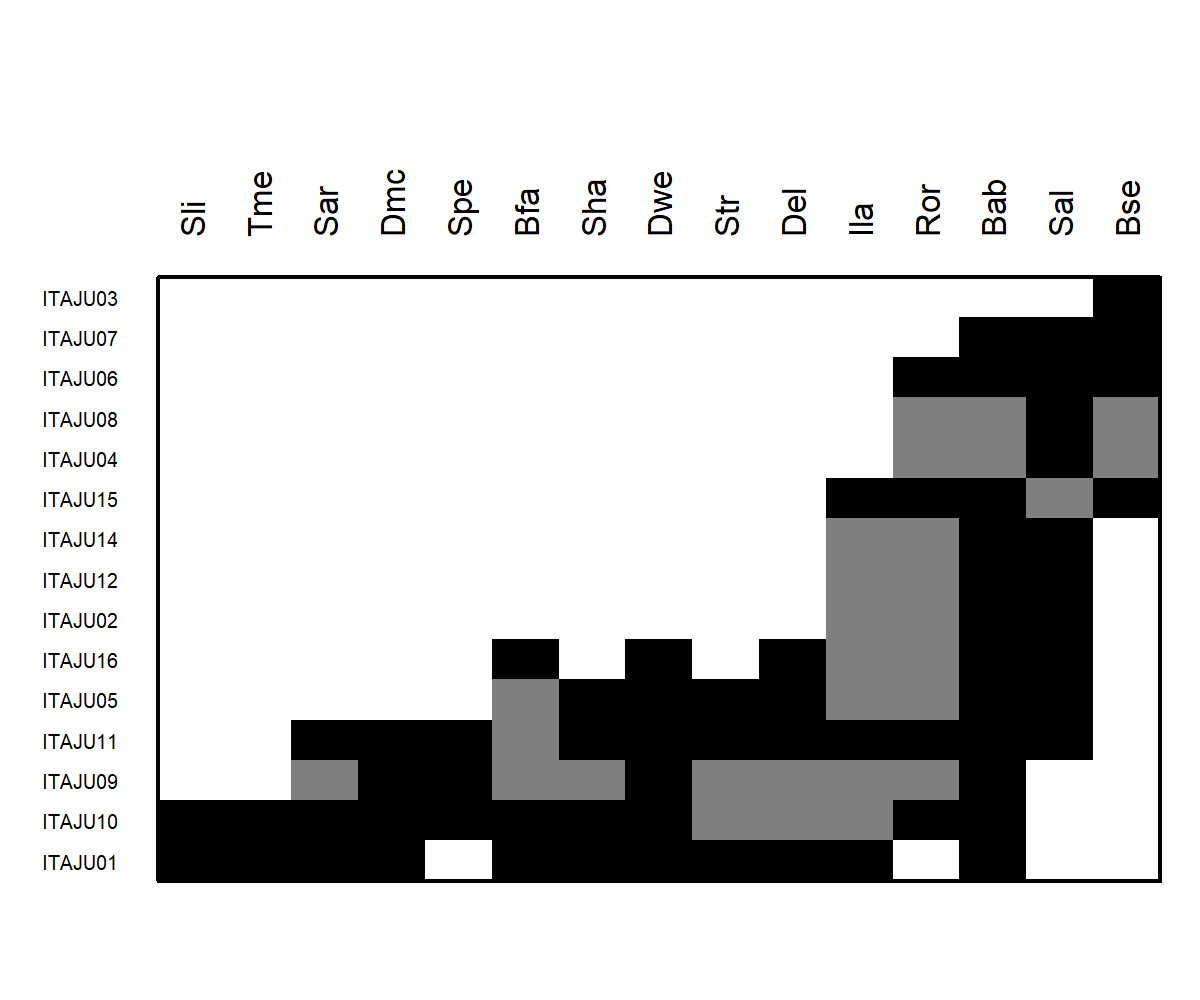 Sli Tme Sar Dmc Spe Bfa Sha Dwe Str Del Ila Ror Bab Sal Bse
ITAJU03
ITAJU07
ITAJU06
ITAJU08
ITAJU04
ITAJU15
ITAJU14
ITAJU12
ITAJU02
ITAJU16
ITAJU05
ITAJU11
ITAJU09
ITAJU10
ITAJU01